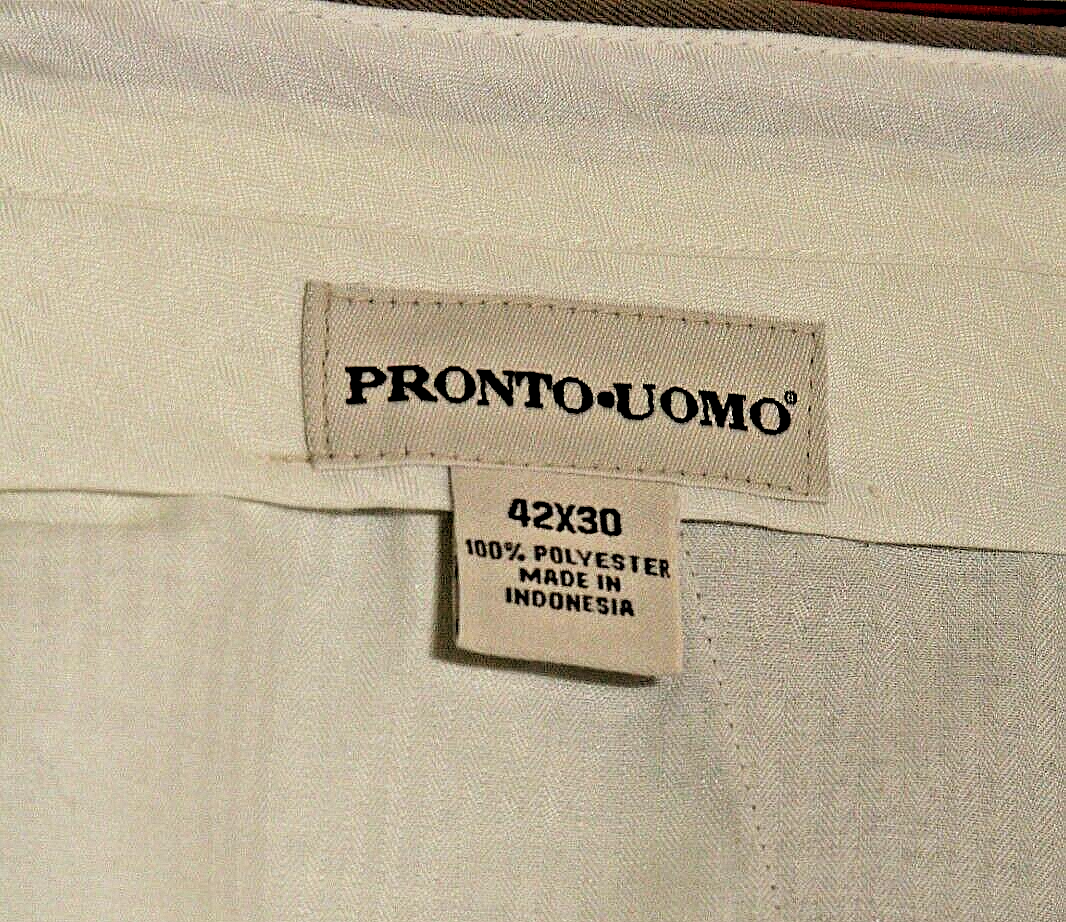 PRONTO•UOMO®
42X30
100% POLYESTER
MADE IN
INDONESIA